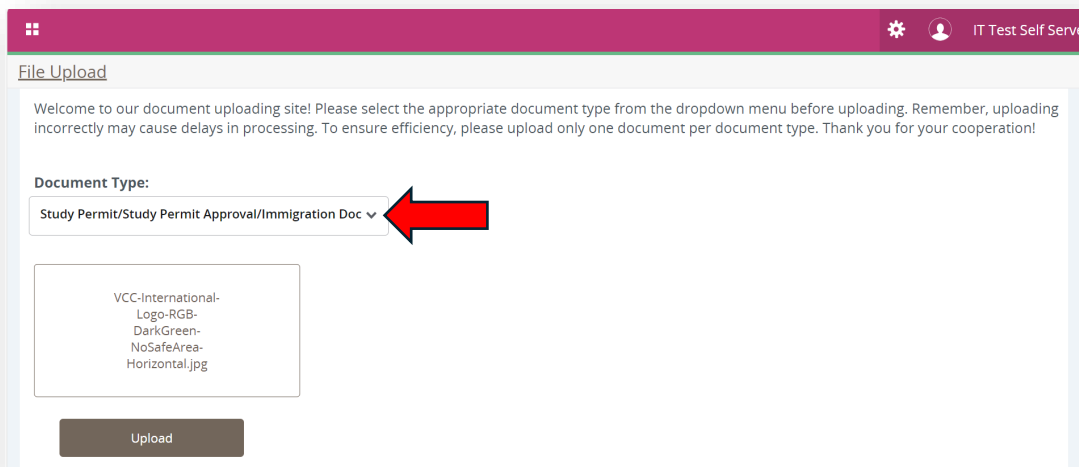 IT Test Self Serve
File Upload
Welcome to our document uploading site! Please select the appropriate document type from the dropdown menu before uploading. Remember, uploading
incorrectly may cause delays in processing. To ensure efficiency, please upload only one document per document type. Thank you for your cooperation!
Document Type:
Study Permit/Study Permit Approval/Immigration Doc
VCC-International-
Logo-RGB-
DarkGreen-
NoSafeArea-
Horizontal.jpg
Upload